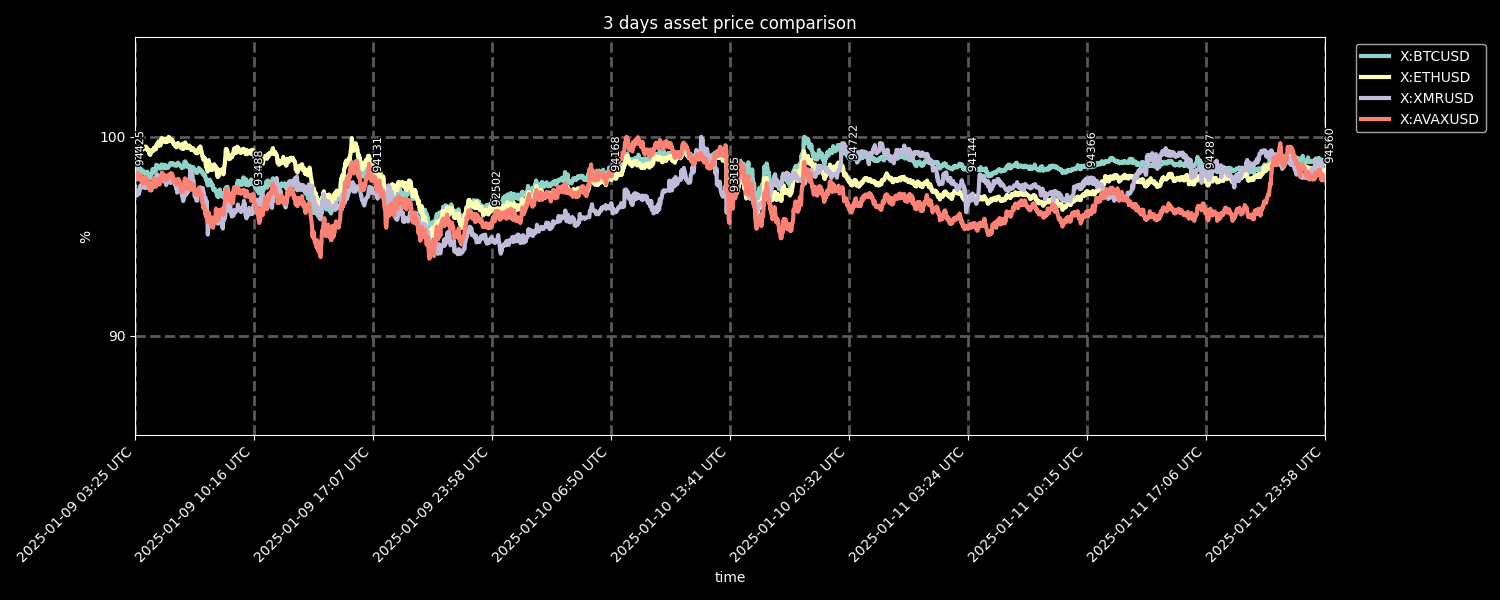 3 days asset price comparison
X:BTCUSD
X:ETHUSD
X:XMRUSD
X:AVAXUSD
100
90
%
94425
93488
94131
92502
94168
93185
94722
94144
94366
94287
94560
2025-01-09 03:25 UTC
2025-01-09 10:16 UTC
2025-01-09 17:07 UTC
2025-01-09 23:58 UTC
2025-01-10 06:50 UTC
2025-01-10 13:41 UTC
2025-01-10 20:32 UTC
2025-01-11 03:24 UTC
2025-01-11 10:15 UTC
2025-01-11 17:06 UTC
2025-01-11 23:58 UTC
time